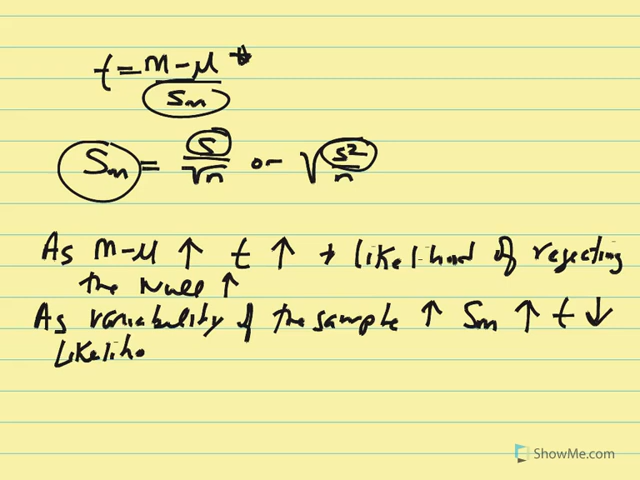 t = M - μ *
Sm
Sm = s/√n or √s²/n
As M-μ ↑ t ↑ + likelihood of rejecting
the null ↑
As variability of the sample ↑ Sm ↑ t ↓
Likeliho
ShowMe.com